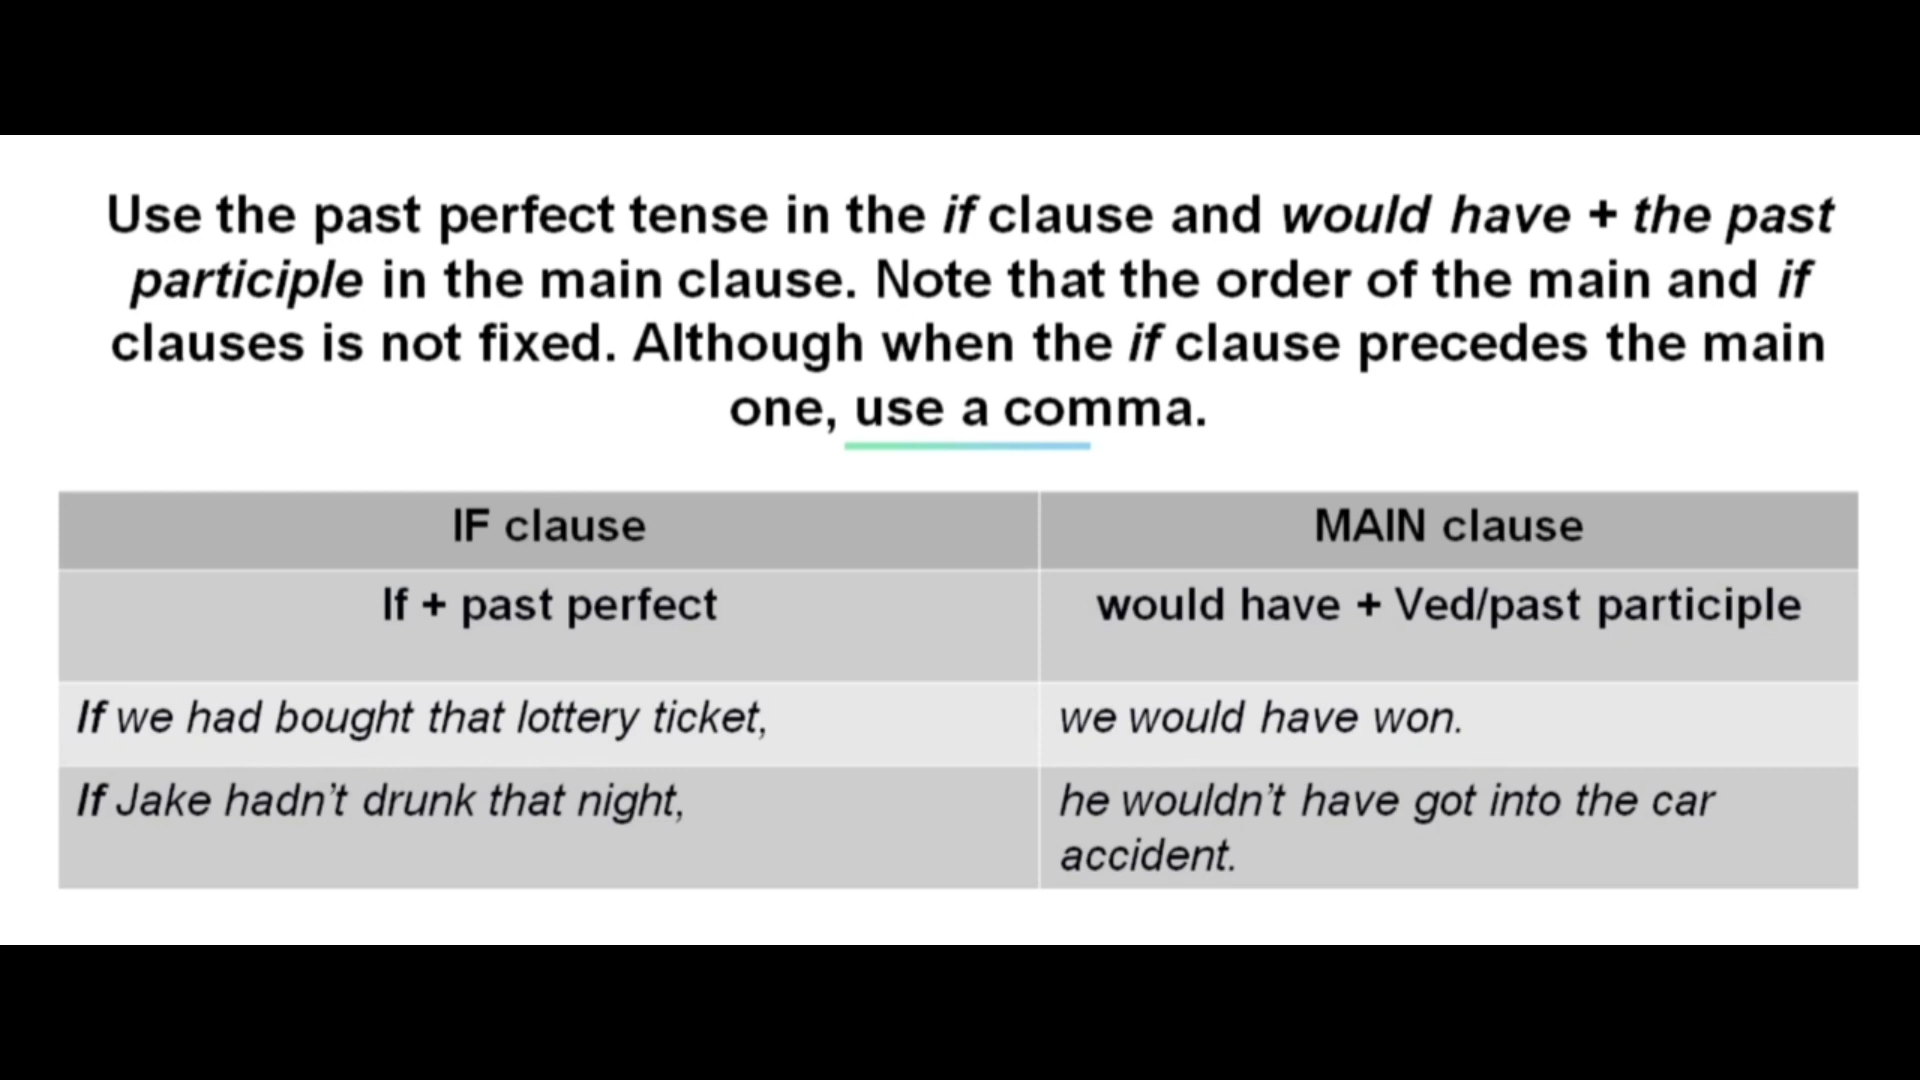 Use the past perfect tense in the if clause and would have + the past
participle in the main clause. Note that the order of the main and if
clauses is not fixed. Although when the if clause precedes the main
one, use a comma.
IF clause
MAIN clause
If + past perfect
would have + Ved/past participle
If we had bought that lottery ticket,
we would have won.
If Jake hadn't drunk that night,
he wouldn't have got into the car
accident.